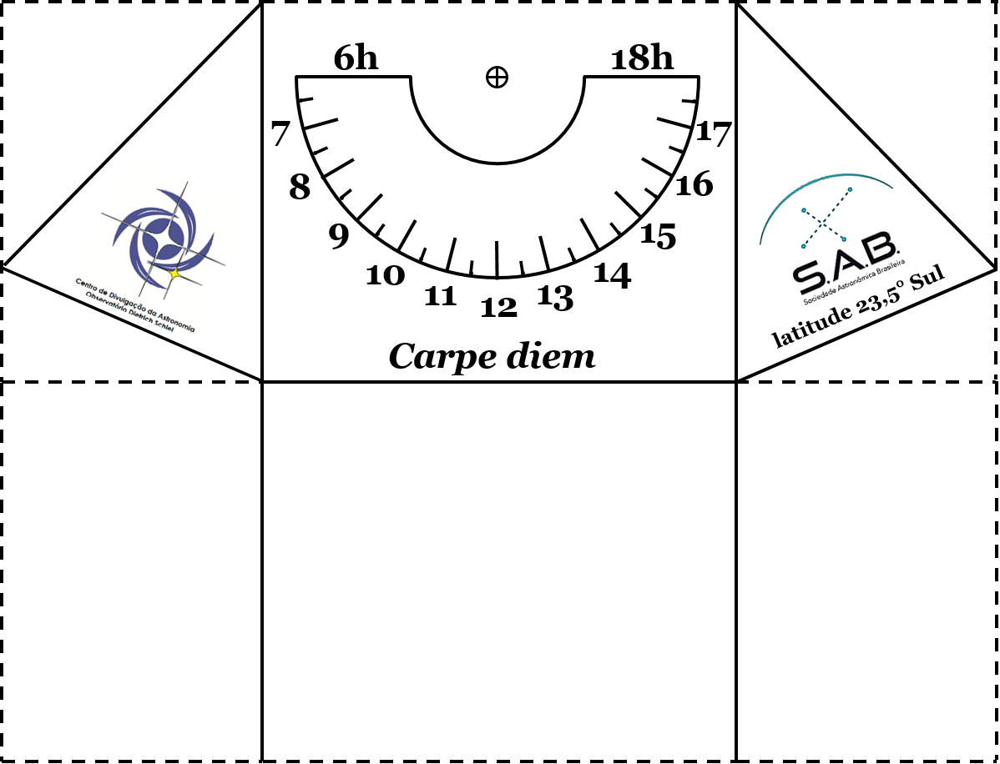 6h
18h
7
17
8
16
9
15
10
14
11
13
12
Carpe diem
Centro de Divulgação da Astronomia
Observatório Dietrich Schiel
S.A.B.
Sociedade Astronômica Brasileira
latitude 23,5º Sul